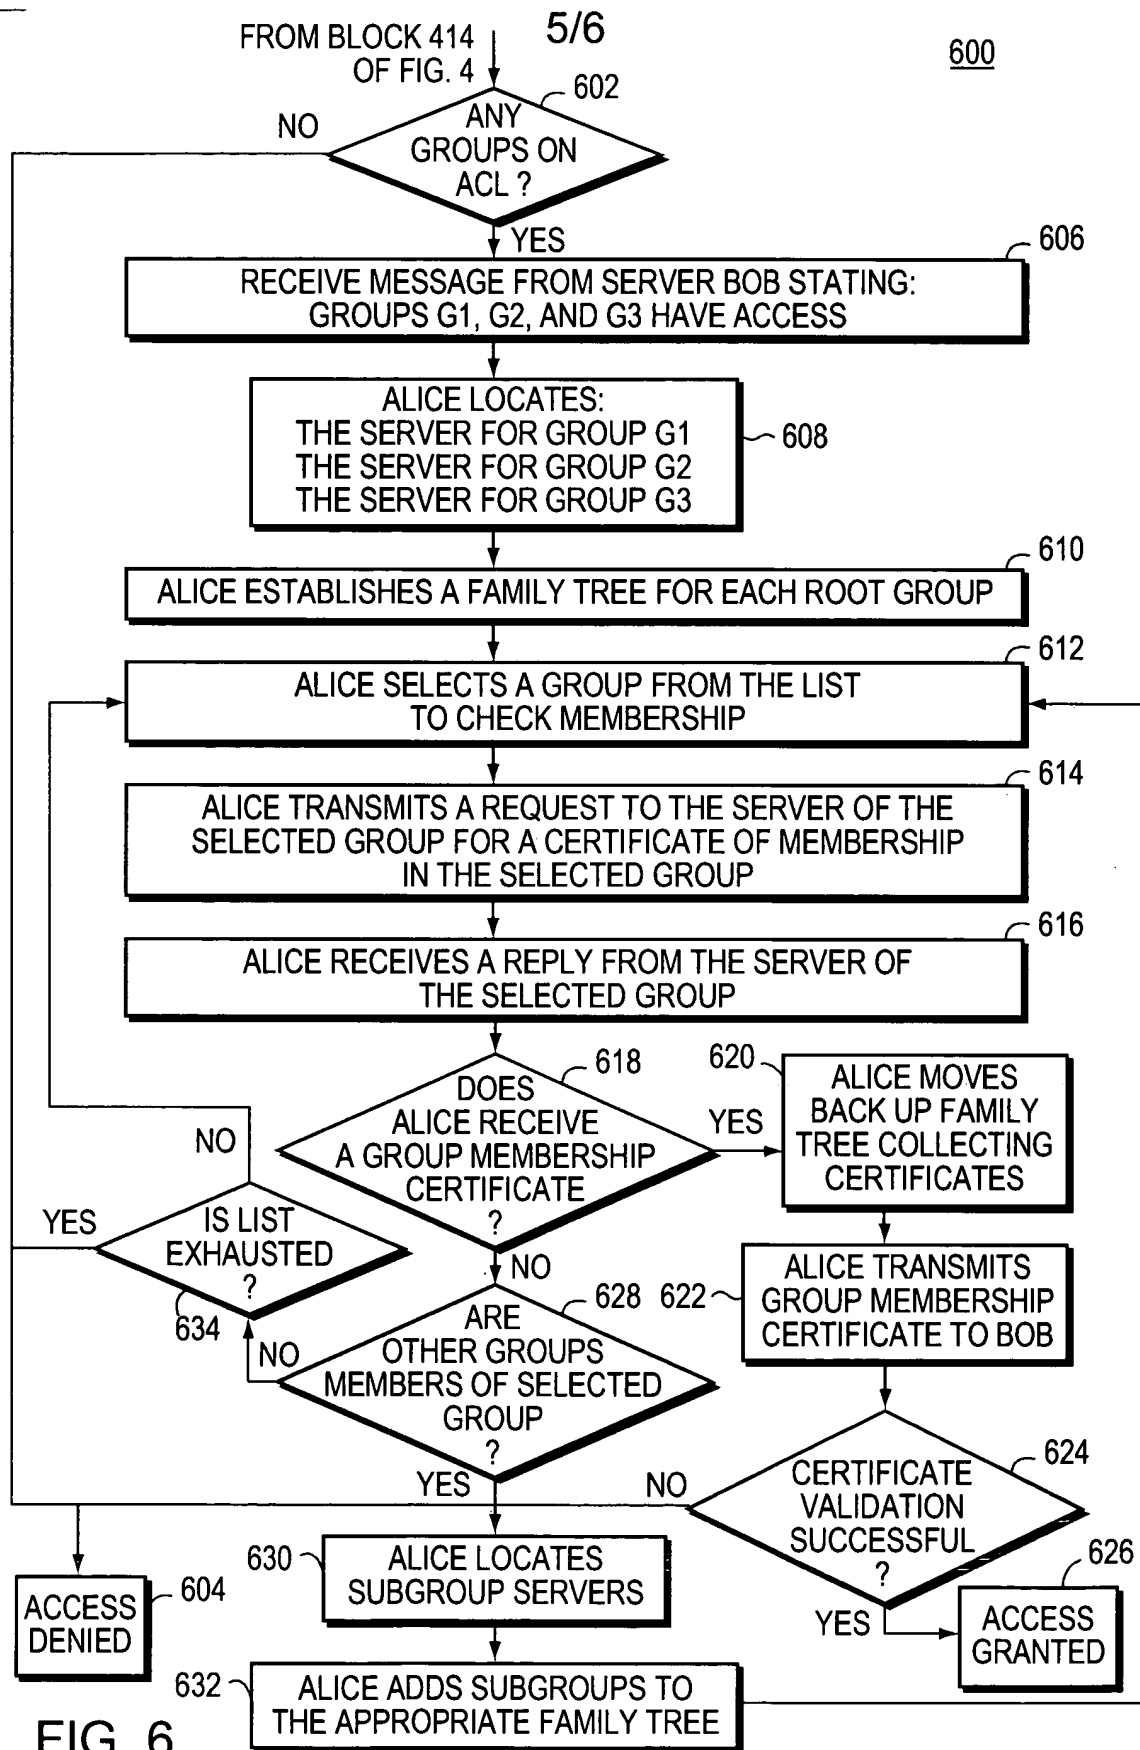 5/6
600
FROM BLOCK 414
OF FIG. 4
602
ANY
GROUPS ON
ACL ?
NO
YES
606
RECEIVE MESSAGE FROM SERVER BOB STATING:
GROUPS G1, G2, AND G3 HAVE ACCESS
ALICE LOCATES:
THE SERVER FOR GROUP G1
THE SERVER FOR GROUP G2
THE SERVER FOR GROUP G3
608
610
ALICE ESTABLISHES A FAMILY TREE FOR EACH ROOT GROUP
612
ALICE SELECTS A GROUP FROM THE LIST
TO CHECK MEMBERSHIP
614
ALICE TRANSMITS A REQUEST TO THE SERVER OF THE
SELECTED GROUP FOR A CERTIFICATE OF MEMBERSHIP
IN THE SELECTED GROUP
616
ALICE RECEIVES A REPLY FROM THE SERVER OF
THE SELECTED GROUP
618
DOES
ALICE RECEIVE
A GROUP MEMBERSHIP
CERTIFICATE
?
YES
NO
620
ALICE MOVES
BACK UP FAMILY
TREE COLLECTING
CERTIFICATES
NO
YES
IS LIST
EXHAUSTED
?
634
622
ALICE TRANSMITS
GROUP MEMBERSHIP
CERTIFICATE TO BOB
628
ARE
OTHER GROUPS
MEMBERS OF SELECTED
GROUP
?
NO
YES
624
CERTIFICATE
VALIDATION
SUCCESSFUL
?
NO
YES
626
ACCESS
GRANTED
630
ALICE LOCATES
SUBGROUP SERVERS
604
ACCESS
DENIED
632
ALICE ADDS SUBGROUPS TO
THE APPROPRIATE FAMILY TREE
FIG. 6